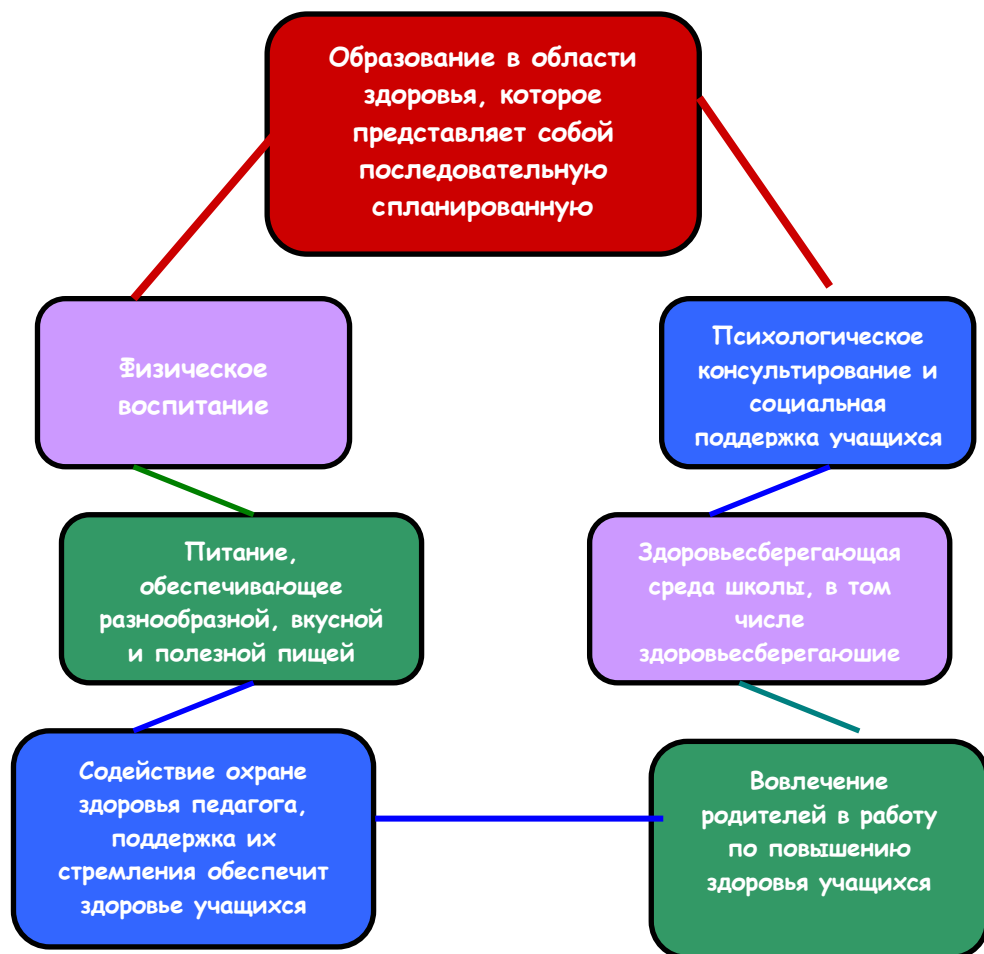 Образование в области
здоровья, которое
представляет собой
последовательную
спланированную
Физическое
воспитание
Психологическое
консультирование и
социальная
поддержка учащихся
Питание,
обеспечивающее
разнообразной, вкусной
и полезной пищей
Здоровьесберегающая
среда школы, в том
числе
здоровьесберегающие
Содействие охране
здоровья педагога,
поддержка их
стремления обеспечит
здоровье учащихся
Вовлечение
родителей в работу
по повышению
здоровья учащихся